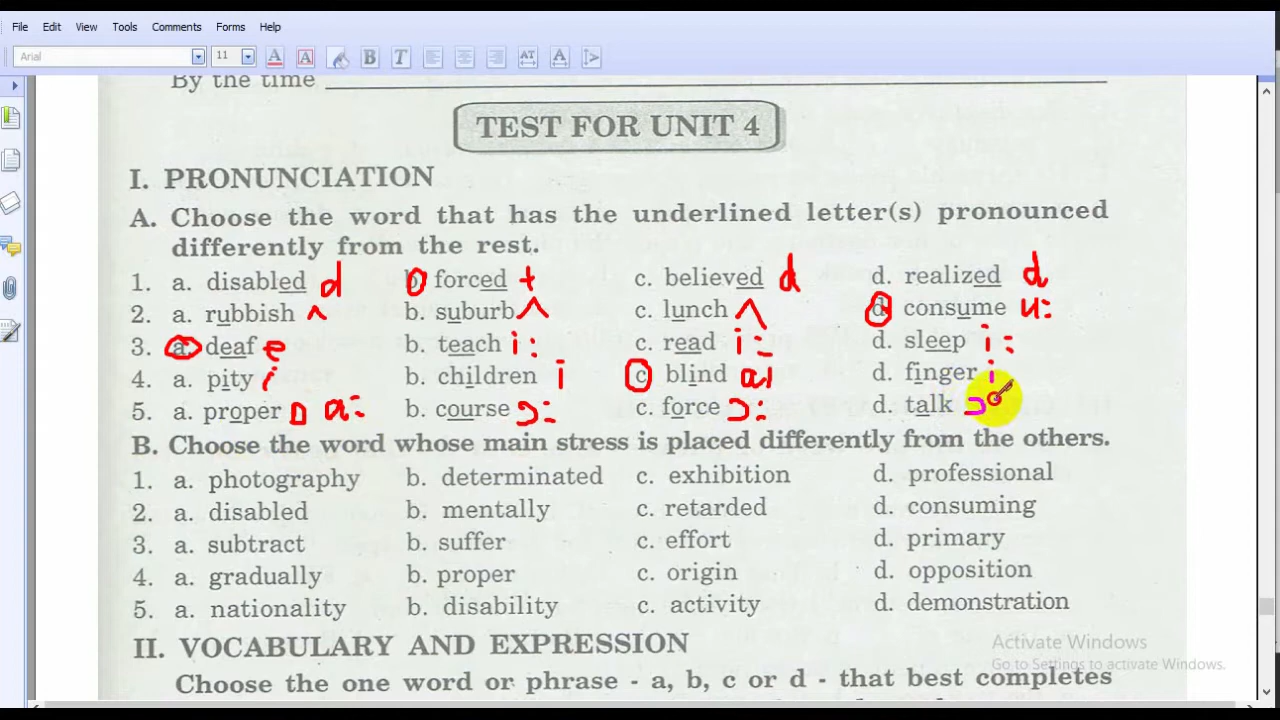 File Edit View Tools Comments Forms Help
Arial 11
By the time
TEST FOR UNIT 4
I. PRONUNCIATION
A. Choose the word that has the underlined letter(s) pronounced
differently from the rest.
1. a. disabled d b. forced t c. believed d d. realized d
2. a. rubbish ʌ b. suburb ʌ c. lunch ʌ d. consume u:
3. a. deaf e b. teach i: c. read i: d. sleep i:
4. a. pity i b. children i c. blind ai d. finger i
5. a. proper ɒ a: b. course ɔ: c. force ɔ: d. talk ɔ
B. Choose the word whose main stress is placed differently from the others.
1. a. photography b. determinated c. exhibition d. professional
2. a. disabled b. mentally c. retarded d. consuming
3. a. subtract b. suffer c. effort d. primary
4. a. gradually b. proper c. origin d. opposition
5. a. nationality b. disability c. activity d. demonstration
II. VOCABULARY AND EXPRESSION
Choose the one word or phrase - a, b, c or d - that best completes
Activate Windows
Go to Settings to activate Windows.